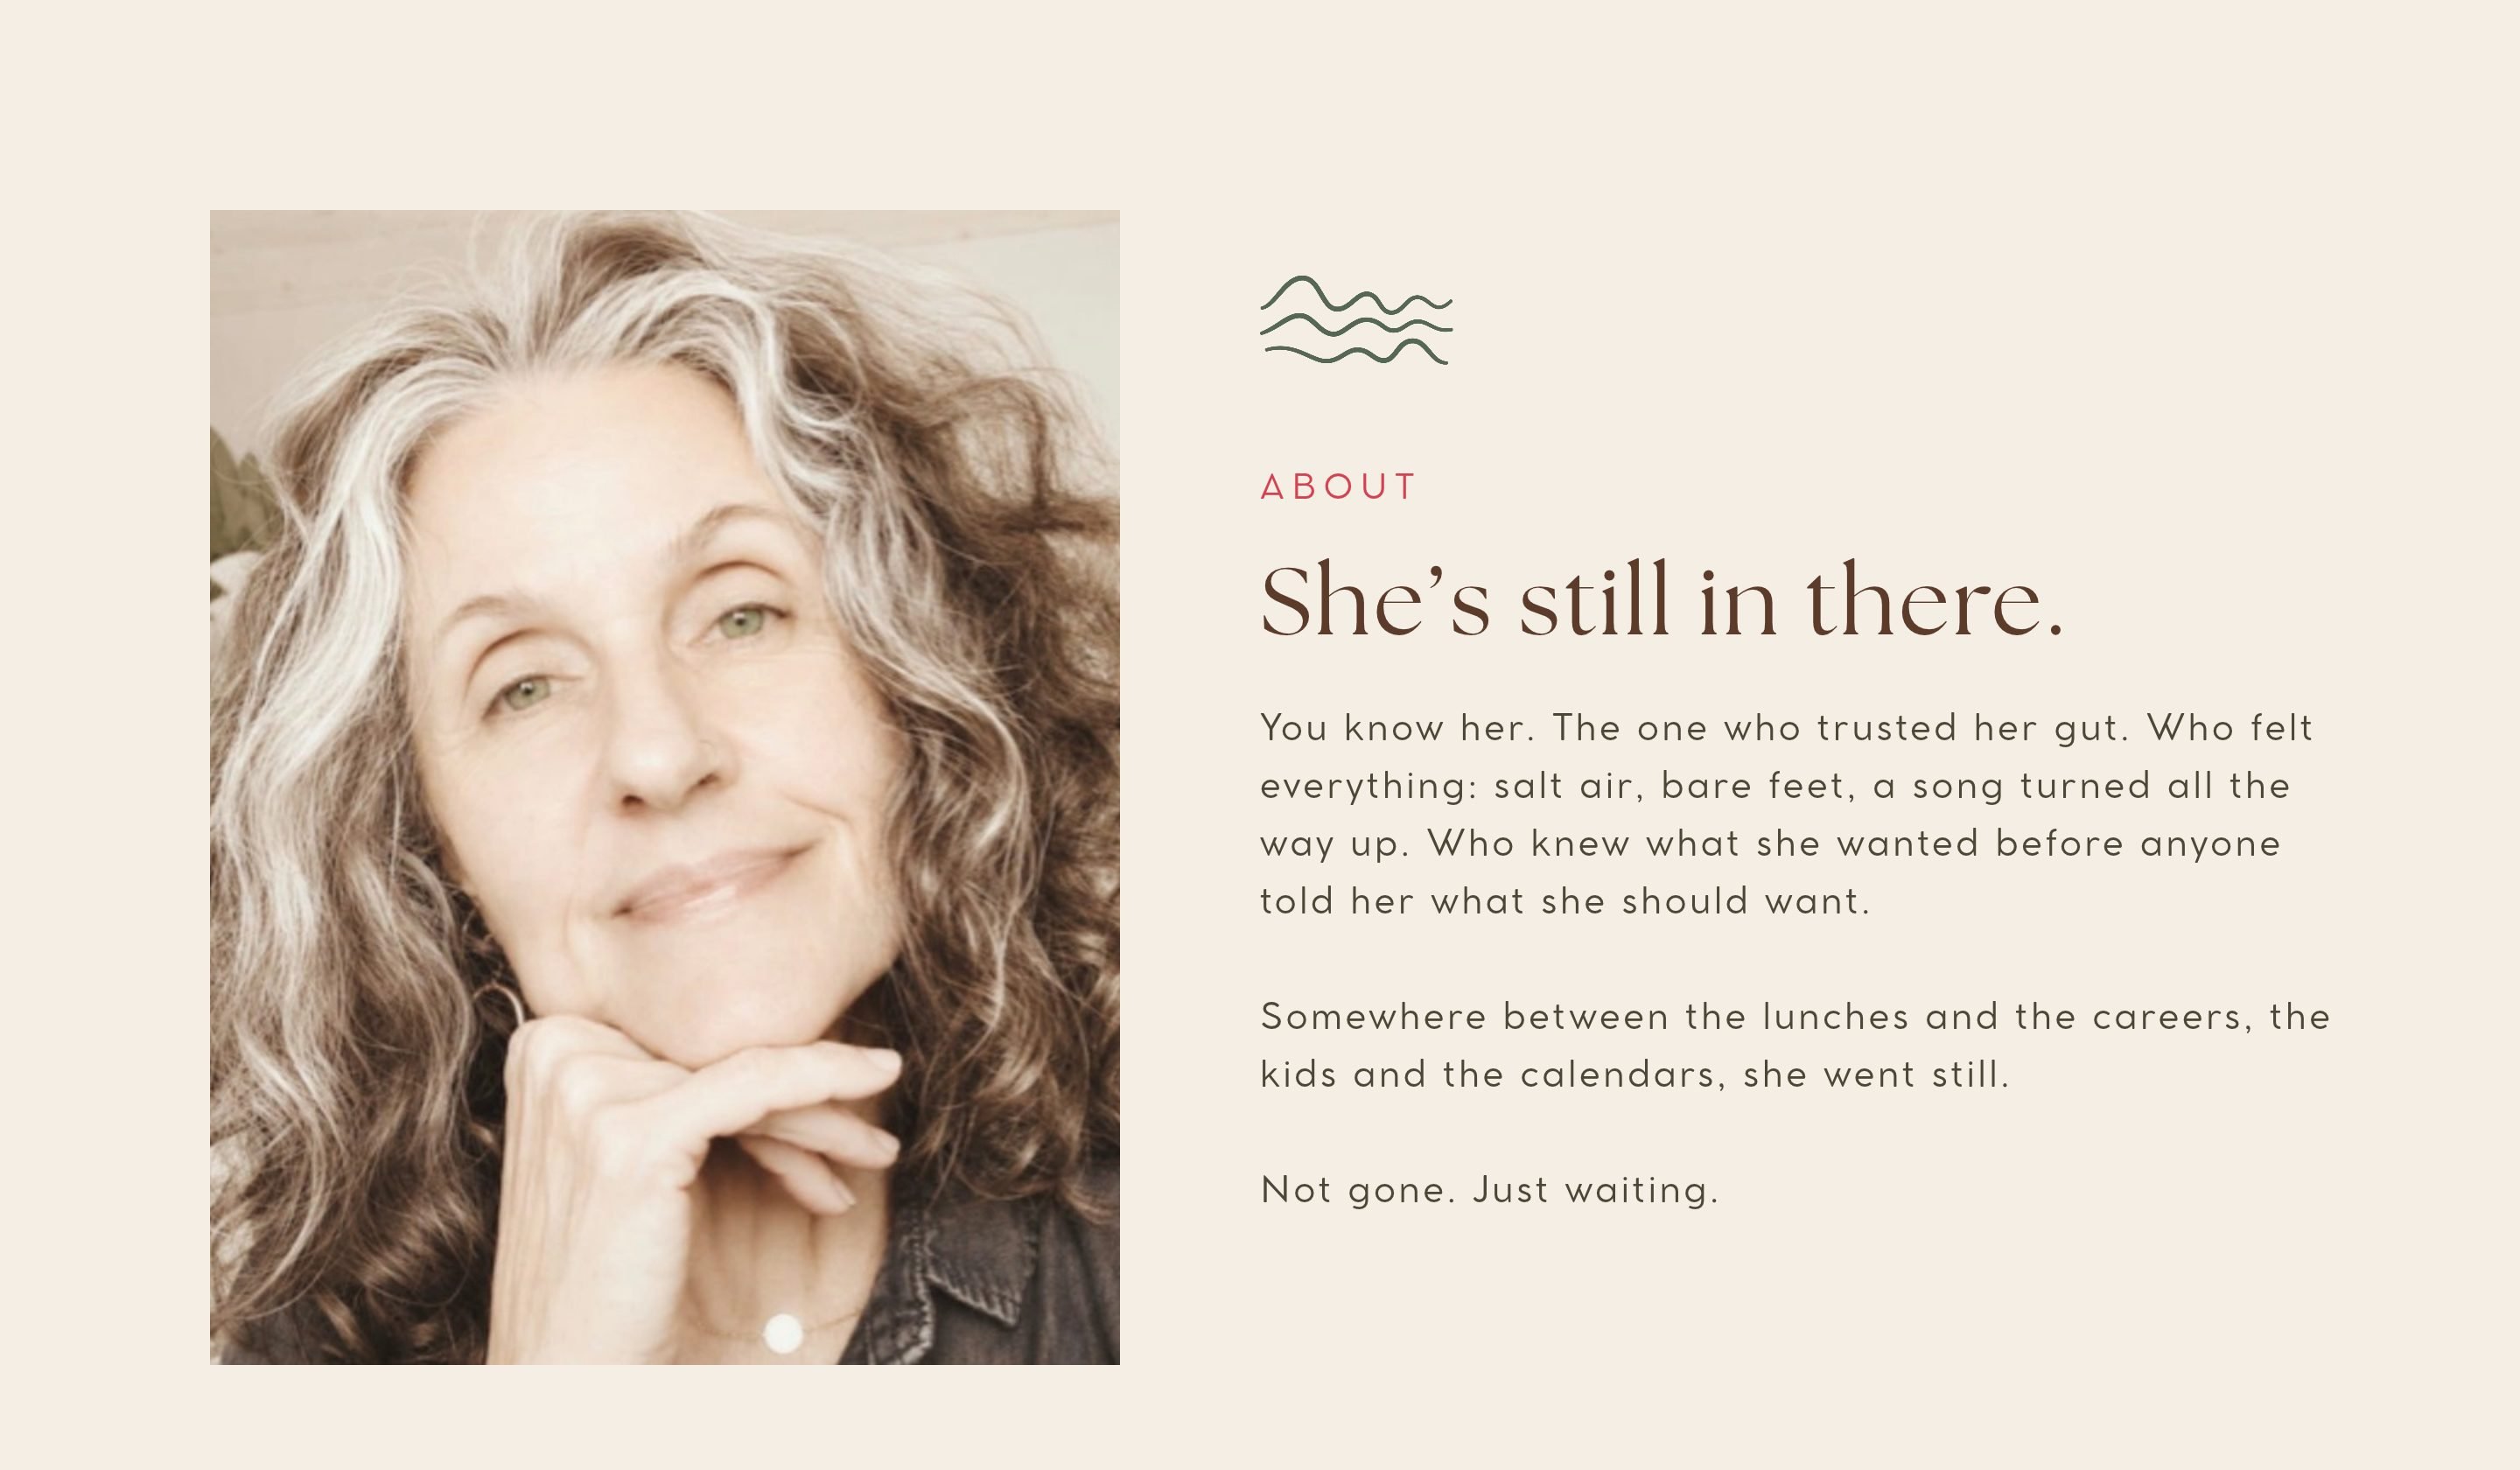 ABOUT
She’s still in there.
You know her. The one who trusted her gut. Who felt
everything: salt air, bare feet, a song turned all the
way up. Who knew what she wanted before anyone
told her what she should want.
Somewhere between the lunches and the careers, the
kids and the calendars, she went still.
Not gone. Just waiting.